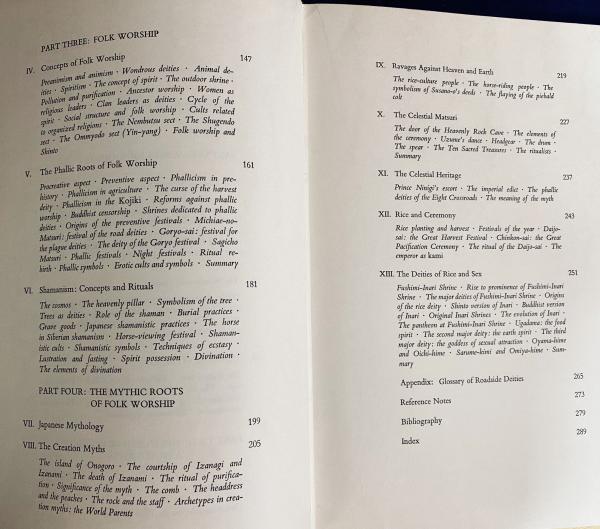 PART THREE: FOLK WORSHIP
IV. Concepts of Folk Worship 147
Preanimism and animism · Wondrous deities · Animal de-
ities · Spiritism · The concept of spirit · The outdoor shrine ·
Pollution and purification · Ancestor worship · Women as
religious leaders · Clan leaders as deities · Cycle of the
spirit · Social structure and folk worship · Cults related
to organized religions · The Nembutsu sect · The Shugendo
sect · The Ommyodo sect (Yin-yang) · Folk worship and
Shinto
V. The Phallic Roots of Folk Worship 161
Procreative aspect · Preventive aspect · Phallicism in pre-
history · Phallicism in agriculture · The curse of the harvest
deity · Phallicism in the Kojiki · Reforms against phallic
worship · Buddhist censorship · Shrines dedicated to phallic
deities · Origins of the preventive phallic festivals · Michiae-no-
Matsuri: festival of the road deities · Goryo-sai: festival for
the plague deities · The deity of the Goryo festival · Sagicho
Matsuri · Phallic festivals · Night festivals · Ritual re-
birth · Phallic symbols · Erotic cults and symbols · Summary
VI. Shamanism: Concepts and Rituals 181
The cosmos · The heavenly pillar · Symbolism of the tree ·
Trees as deities · Role of the shaman · Burial practices ·
Grave goods · Japanese shamanistic practices · The horse
in Siberian shamanism · Horse-viewing festival · Shaman-
istic cults · Shamanistic symbols · Techniques of ecstasy ·
Lustration and fasting · Spirit possession · Divination ·
The elements of divination
PART FOUR: THE MYTHIC ROOTS
OF FOLK WORSHIP
VII. Japanese Mythology 199
VIII. The Creation Myths 205
The island of Onogoro · The courtship of Izanagi and
Izanami · The death of Izanami · The ritual of purifica-
tion · Significance of the myth · The comb · The headdress
and the peaches · The rock and the staff · Archetypes in crea-
tion myths: the World Parents
IX. Ravages Against Heaven and Earth 219
The rice-culture people · The horse-riding people · The
symbolism of Susano-o's deeds · The flaying of the piebald
colt
X. The Celestial Matsuri 227
The door of the Heavenly Rock Cave · The elements of
the ceremony · Uzume's dance · Headgear · The drum ·
The spear · The Ten Sacred Treasures · The ritualists ·
Summary
XI. The Celestial Heritage 237
Prince Ninigi's escort · The imperial edict · The phallic
deities of the Eight Crossroads · The meaning of the myth
XII. Rice and Ceremony 243
Rice planting and harvest · Festivals of the year · Daijo-
sai: the Great Harvest Festival · Chinkon-sai: the Great
Pacification Ceremony · The ritual of the Daijo-sai · The
emperor as kami
XIII. The Deities of Rice and Sex 251
Fushimi-Inari Shrine · Rise to prominence of Fushimi-Inari
Shrine · The major deities of Fushimi-Inari Shrine · Origins
of the rice deity · Shinto version of Inari · Buddhist version
of Inari · Original Inari Shrines · The evolution of Inari ·
The pantheon at Fushimi-Inari Shrine · Ugadama: the food
spirit · The second major deity: the earth spirit · The third
major deity: the goddess of sexual attraction · Oyama-hime
and Oichi-hime · Sarume-kimi and Omiya-hime · Sum-
mary
Appendix: Glossary of Roadside Deities 265
Reference Notes 273
Bibliography 279
Index 289